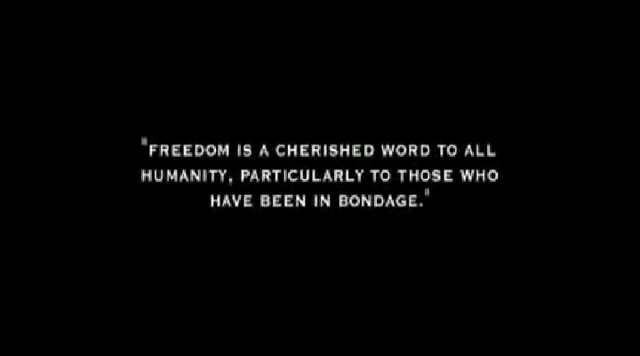 "FREEDOM IS A CHERISHED WORD TO ALL
HUMANITY, PARTICULARLY TO THOSE WHO
HAVE BEEN IN BONDAGE."